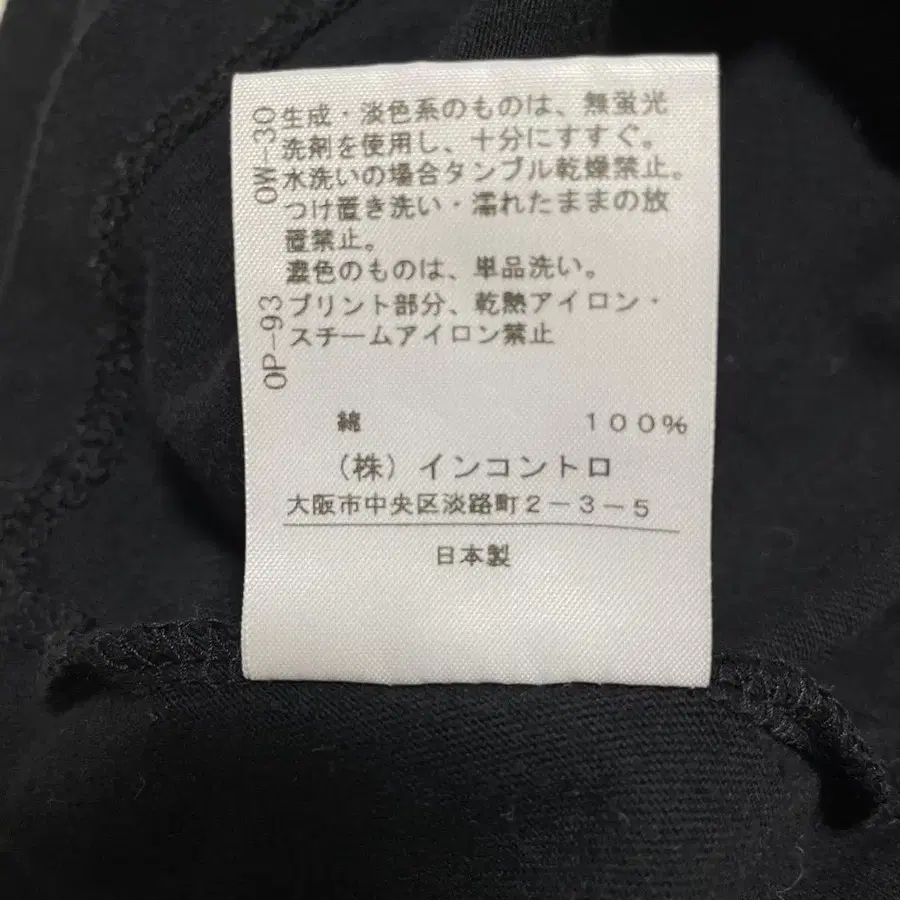 OW-30
生成・淡色系のものは、無蛍光
洗剤を使用し、十分にすすぐ。
水洗いの場合タンブル乾燥禁止。
つけ置き洗い・濡れたままの放
置禁止。
濃色のものは、単品洗い。
OP-93
プリント部分、乾熱アイロン・
スチームアイロン禁止
綿 100%
(株)インコントロ
大阪市中央区淡路町2-3-5
日本製